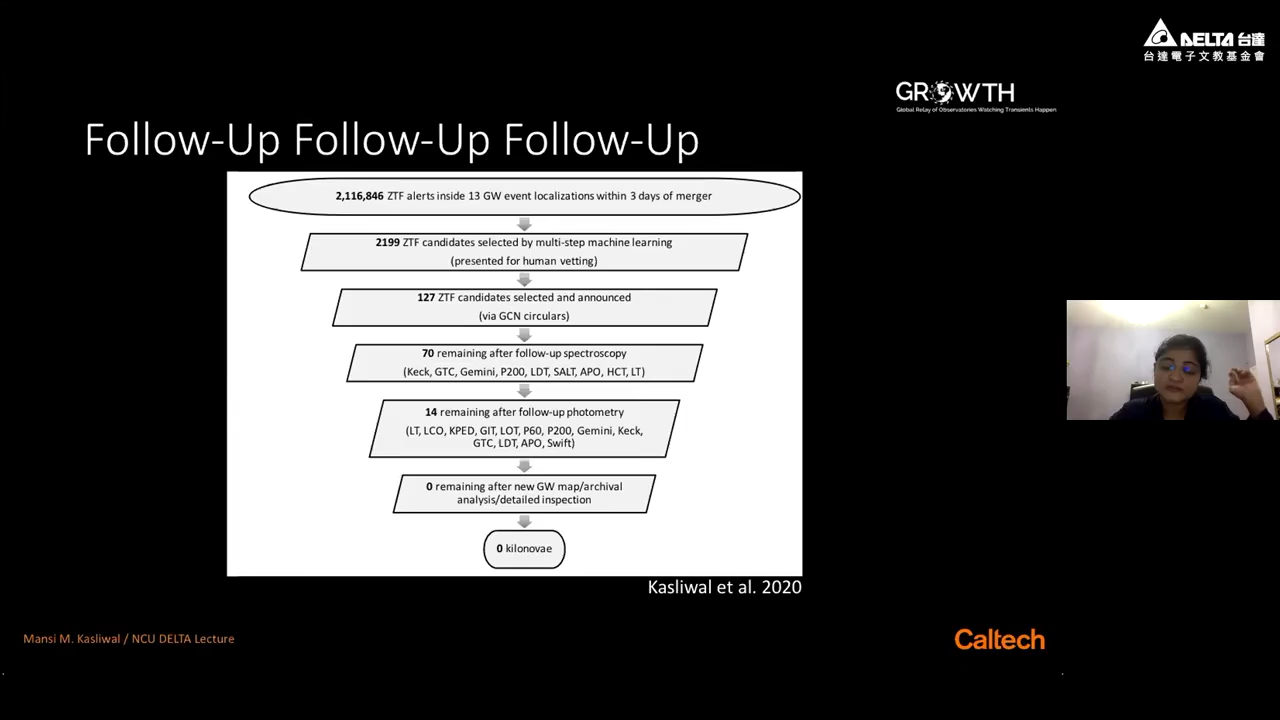 DELTA 台達
台達電子文教基金會
GROWTH
Global Relay of Observatories Watching Transients Happen
Follow-Up Follow-Up Follow-Up
2,116,846 ZTF alerts inside 13 GW event localizations within 3 days of merger
2199 ZTF candidates selected by multi-step machine learning
(presented for human vetting)
127 ZTF candidates selected and announced
(via GCN circulars)
70 remaining after follow-up spectroscopy
(Keck, GTC, Gemini, P200, LDT, SALT, APO, HCT, LT)
14 remaining after follow-up photometry
(LT, LCO, KPED, GIT, LOT, P60, P200, Gemini, Keck,
GTC, LDT, APO, Swift)
0 remaining after new GW map/archival
analysis/detailed inspection
0 kilonovae
Kasliwal et al. 2020
Mansi M. Kasliwal / NCU DELTA Lecture
Caltech